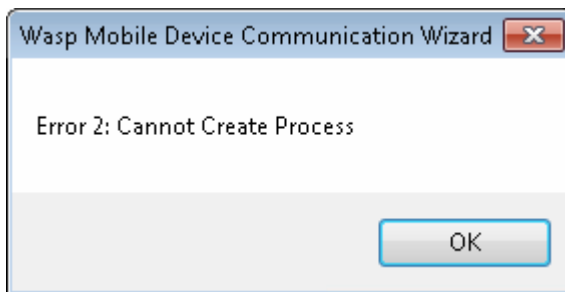 Wasp Mobile Device Communication Wizard
Error 2: Cannot Create Process
OK